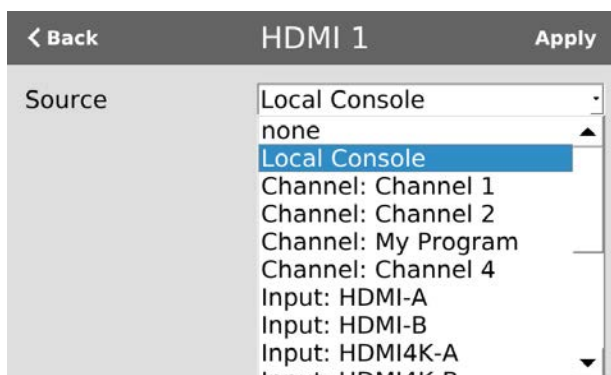 Back HDMI 1 Apply
Source Local Console
none
Local Console
Channel: Channel 1
Channel: Channel 2
Channel: My Program
Channel: Channel 4
Input: HDMI-A
Input: HDMI-B
Input: HDMI4K-A